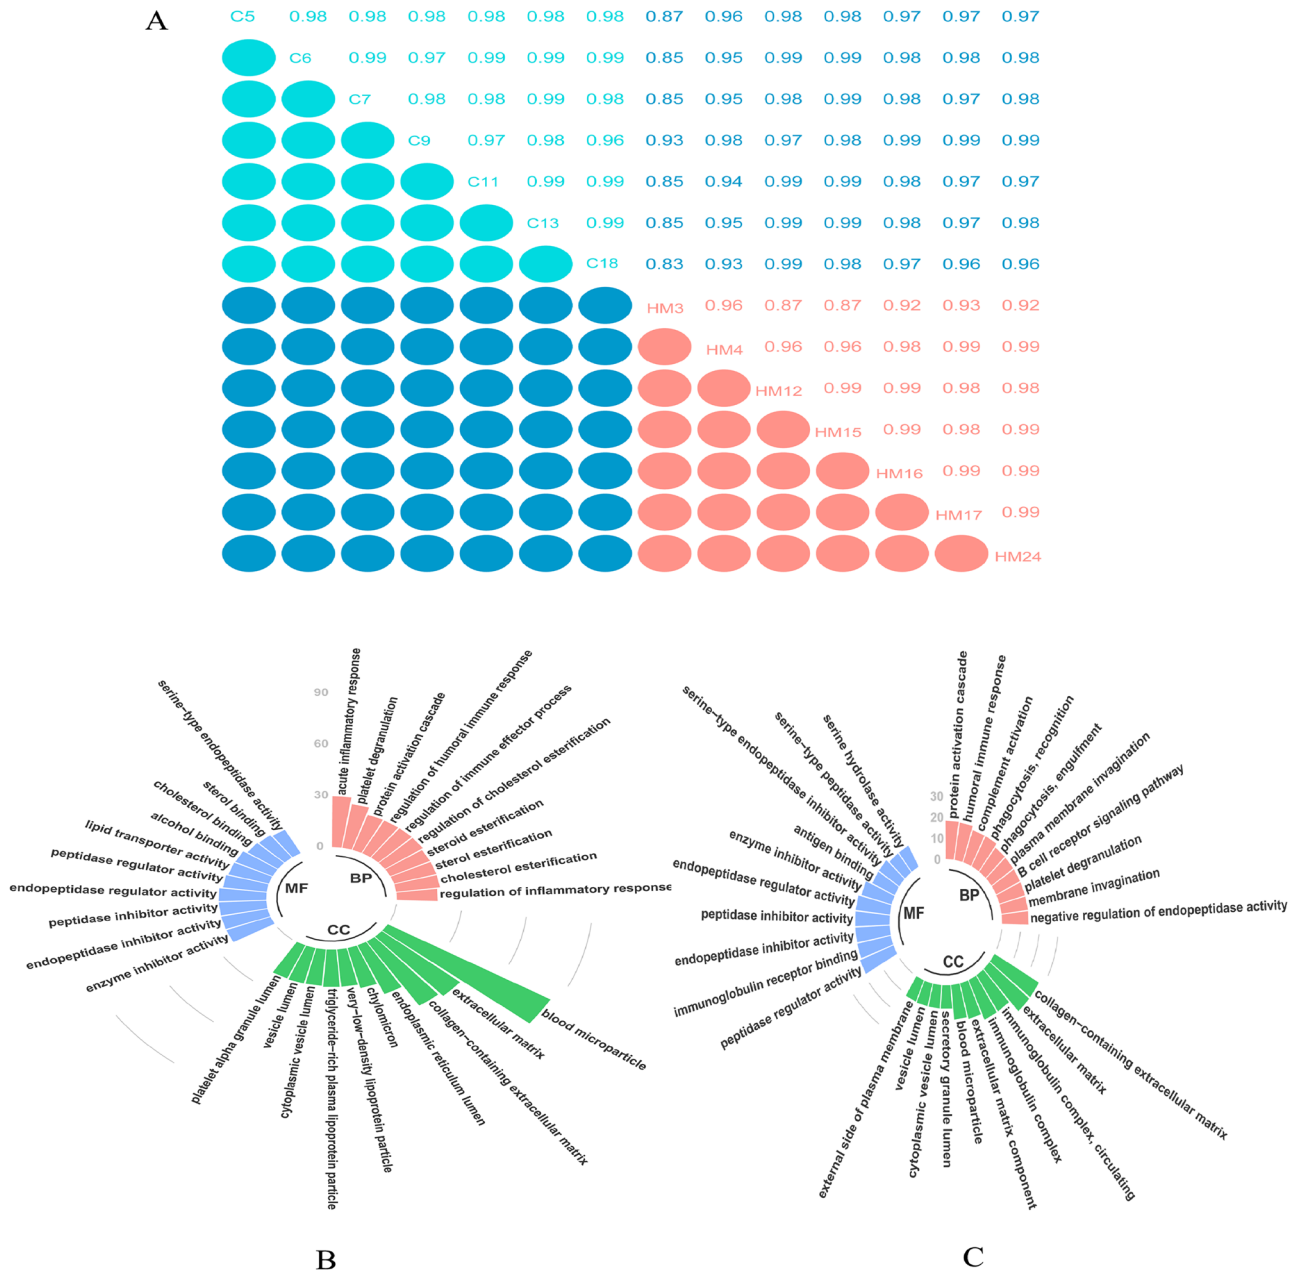 A
C5 0.98 0.98 0.98 0.98 0.98 0.98 0.87 0.96 0.98 0.98 0.97 0.97 0.97
C6 0.99 0.97 0.99 0.99 0.99 0.85 0.95 0.99 0.99 0.98 0.98 0.98
C7 0.98 0.98 0.99 0.98 0.85 0.95 0.98 0.99 0.98 0.97 0.98
C9 0.97 0.98 0.96 0.93 0.98 0.97 0.98 0.99 0.99 0.99
C11 0.99 0.99 0.85 0.94 0.99 0.99 0.98 0.97 0.97
C13 0.99 0.85 0.95 0.99 0.99 0.98 0.97 0.98
C18 0.83 0.93 0.99 0.98 0.97 0.96 0.96
HM3 0.96 0.87 0.87 0.92 0.93 0.92
HM4 0.96 0.96 0.98 0.99 0.99
HM12 0.99 0.99 0.98 0.98
HM15 0.99 0.98 0.99
HM16 0.99 0.99
HM17 0.99
HM24
90
60
30
0
acute inflammatory response
platelet degranulation
protein activation cascade
regulation of humoral immune response
regulation of immune effector process
regulation of cholesterol esterification
steroid esterification
sterol esterification
cholesterol esterification
regulation of inflammatory response
blood microparticle
extracellular matrix
collagen−containing extracellular matrix
endoplasmic reticulum lumen
chylomicron
very−low−density lipoprotein particle
triglyceride−rich plasma lipoprotein particle
cytoplasmic vesicle lumen
vesicle lumen
platelet alpha granule lumen
enzyme inhibitor activity
endopeptidase inhibitor activity
peptidase inhibitor activity
endopeptidase regulator activity
peptidase regulator activity
lipid transporter activity
alcohol binding
cholesterol binding
sterol binding
serine−type endopeptidase activity
MF
BP
CC
B
30
20
10
0
protein activation cascade
humoral immune response
complement activation
phagocytosis, recognition
phagocytosis, engulfment
plasma membrane invagination
B cell receptor signaling pathway
platelet degranulation
membrane invagination
negative regulation of endopeptidase activity
collagen−containing extracellular matrix
extracellular matrix
immunoglobulin complex, circulating
immunoglobulin complex
extracellular matrix component
blood microparticle
secretory granule lumen
cytoplasmic vesicle lumen
vesicle lumen
external side of plasma membrane
peptidase regulator activity
immunoglobulin receptor binding
endopeptidase inhibitor activity
peptidase inhibitor activity
endopeptidase regulator activity
enzyme inhibitor activity
antigen binding
serine−type endopeptidase inhibitor activity
serine−type peptidase activity
serine hydrolase activity
MF
BP
CC
C